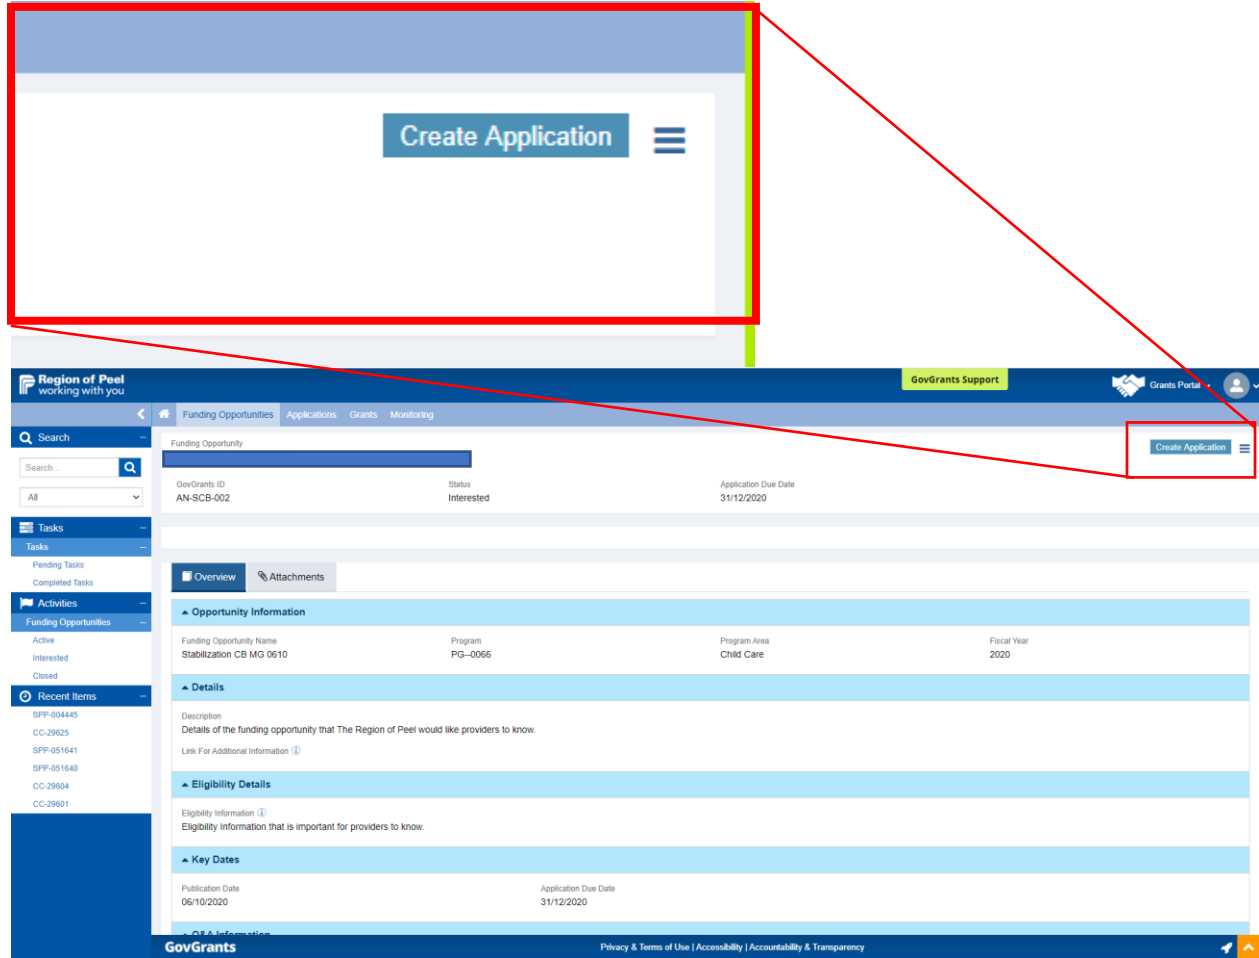 Create Application
Region of Peel
working with you
GovGrants Support
Grants Portal
Funding Opportunities Applications Grants Monitoring
Search
Search...
All
Tasks
Tasks
Pending Tasks
Completed Tasks
Activities
Funding Opportunities
Active
Interested
Closed
Recent Items
SPP-004445
CC-29625
SPP-051641
SPP-051640
CC-29604
CC-29601
Funding Opportunity
Create Application
GovGrants ID Status Application Due Date
AN-SCB-002 Interested 31/12/2020
Overview Attachments
Opportunity Information
Funding Opportunity Name Program Program Area Fiscal Year
Stabilization CB MG 0610 PG--0066 Child Care 2020
Details
Description
Details of the funding opportunity that The Region of Peel would like providers to know.
Link For Additional Information
Eligibility Details
Eligibility Information
Eligibility Information that is important for providers to know.
Key Dates
Publication Date Application Due Date
06/10/2020 31/12/2020
Q&A Information
GovGrants
Privacy & Terms of Use | Accessibility | Accountability & Transparency